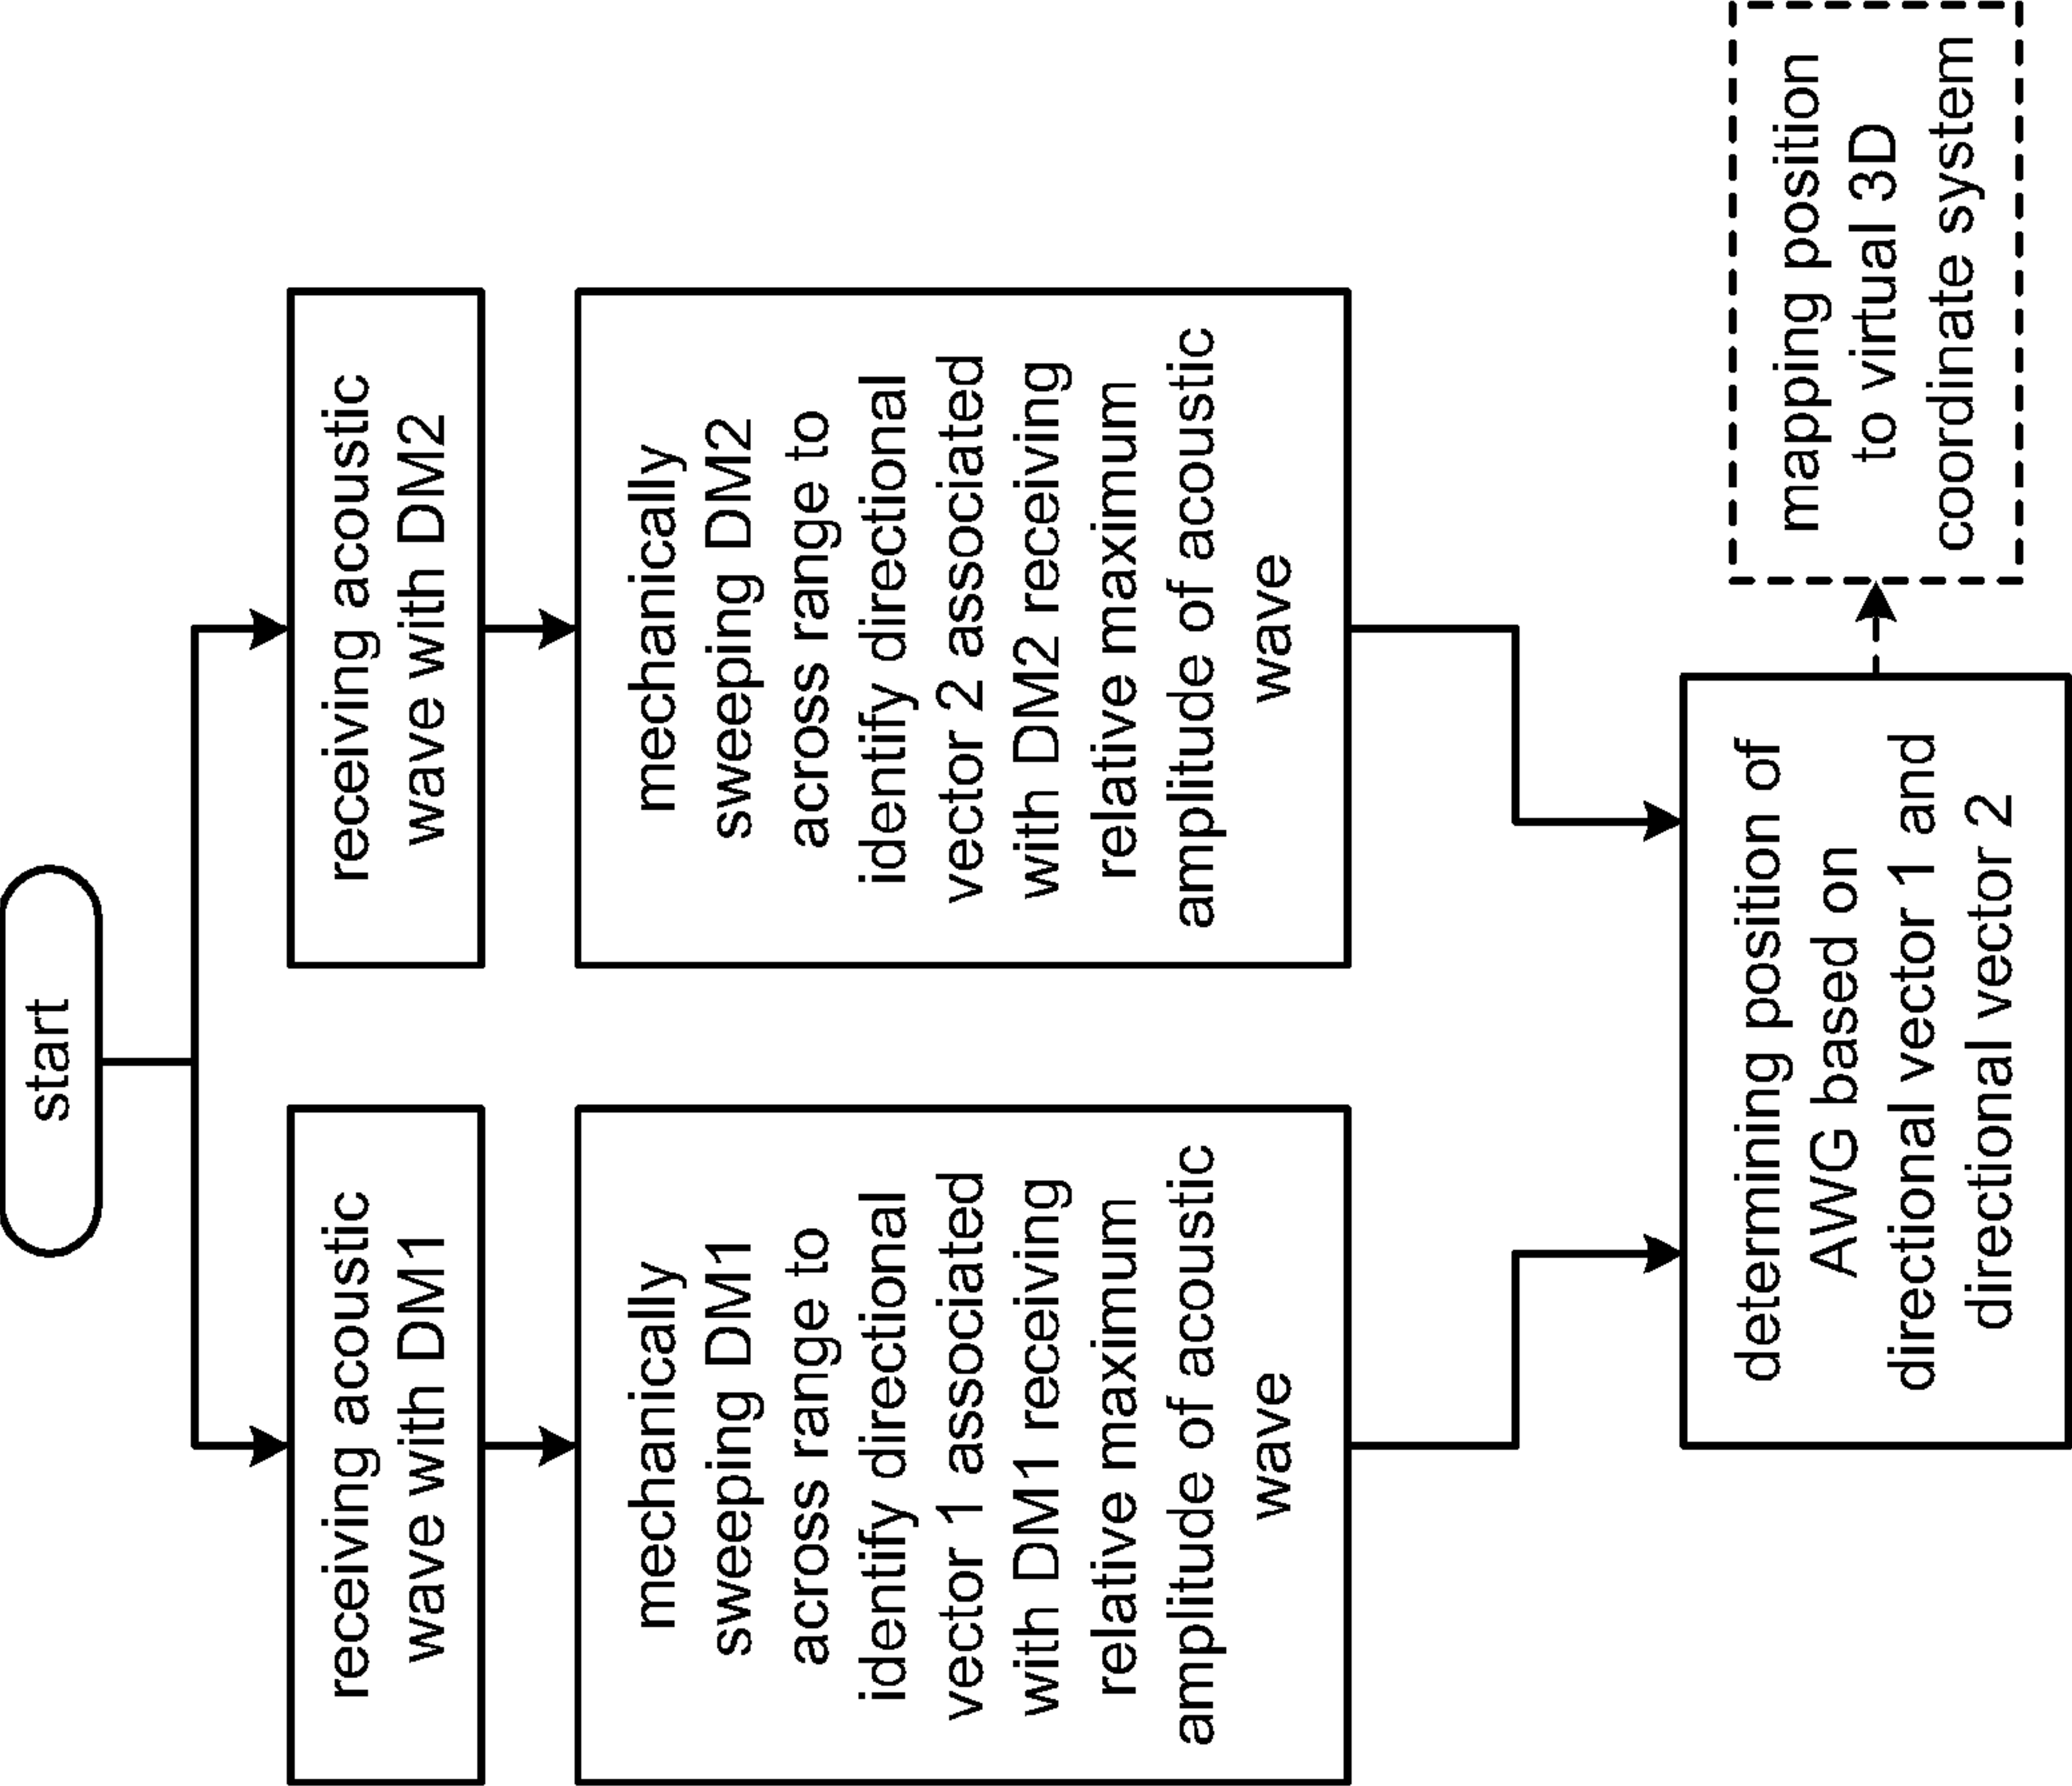 start
receiving acoustic
wave with DM1
mechanically
sweeping DM1
across range to
identify directional
vector 1 associated
with DM1 receiving
relative maximum
amplitude of acoustic
wave
receiving acoustic
wave with DM2
mechanically
sweeping DM2
across range to
identify directional
vector 2 associated
with DM2 receiving
relative maximum
amplitude of acoustic
wave
determining position of
AWG based on
directional vector 1 and
directional vector 2
mapping position
to virtual 3D
coordinate system